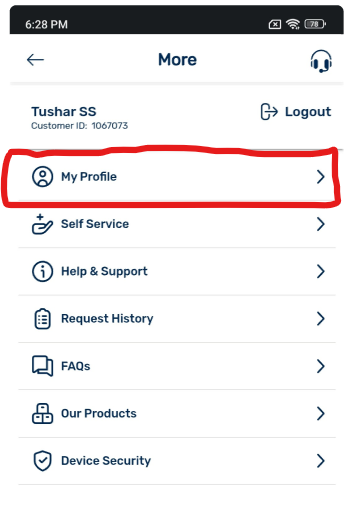 6:28 PM
78
More
Tushar SS
Logout
Customer ID: 1067073
My Profile
Self Service
Help & Support
Request History
FAQs
Our Products
Device Security